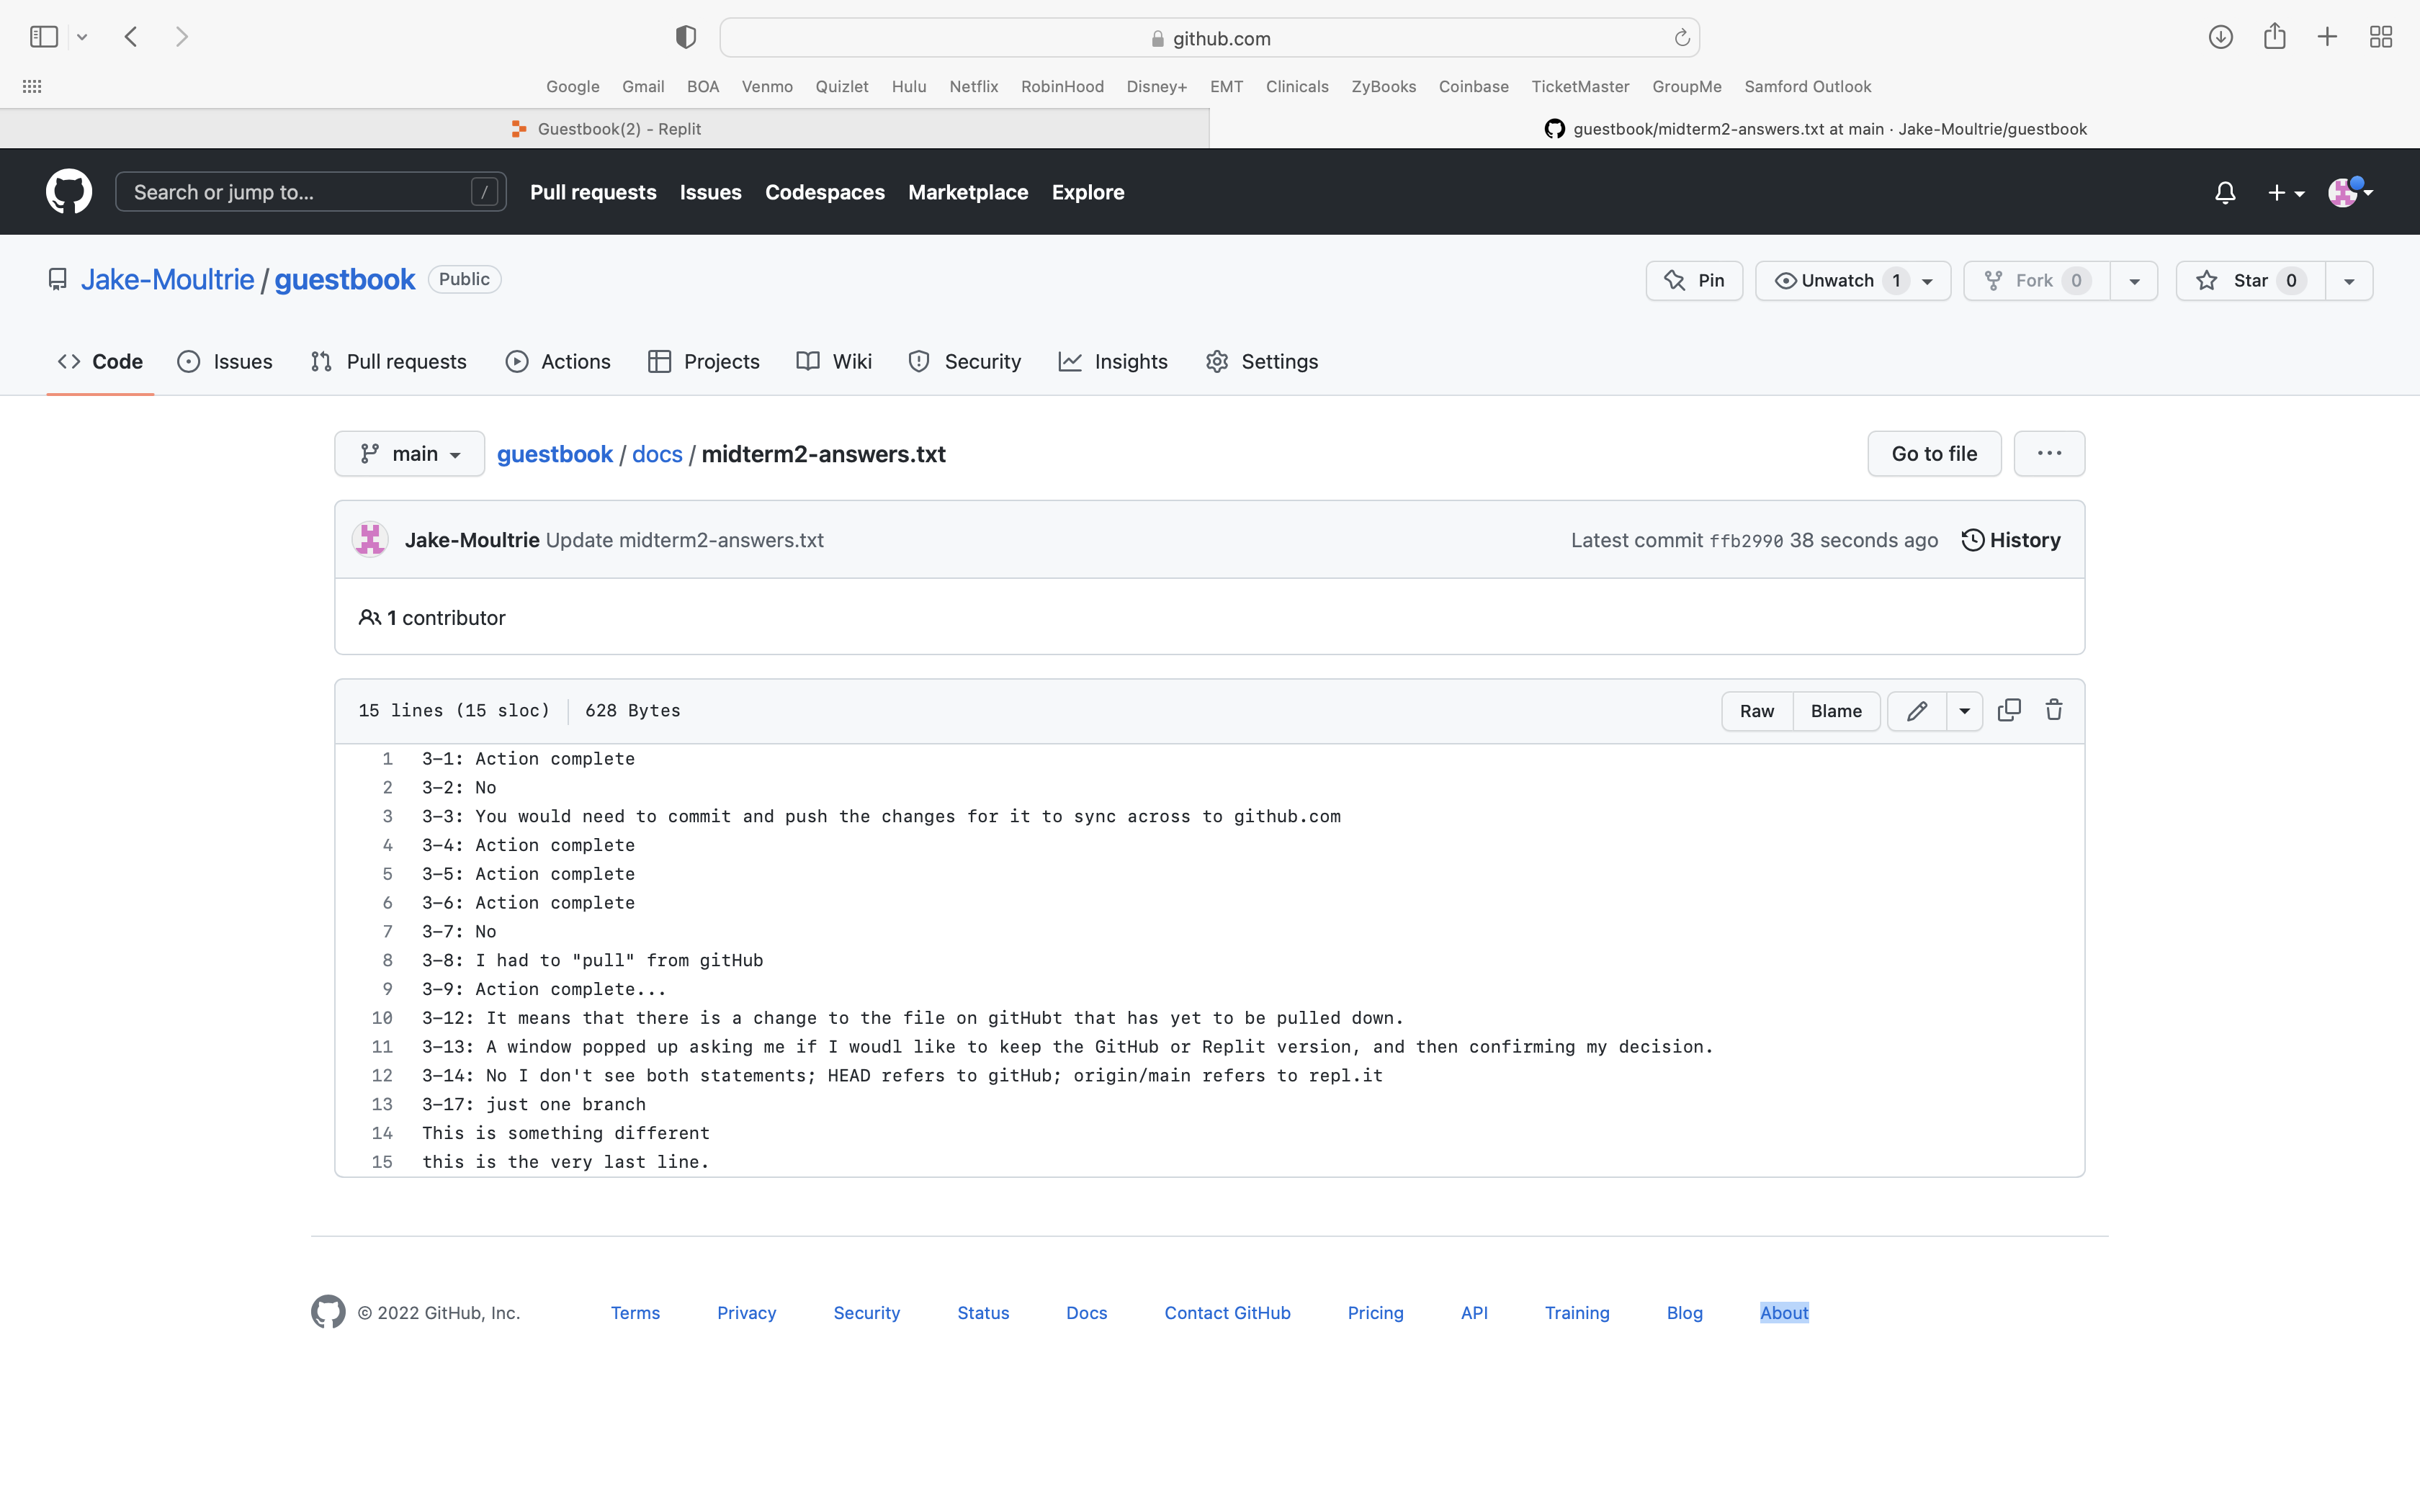 github.com
Google Gmail BOA Venmo Quizlet Hulu Netflix RobinHood Disney+ EMT Clinicals ZyBooks Coinbase TicketMaster GroupMe Samford Outlook
Guestbook(2) - Replit
guestbook/midterm2-answers.txt at main · Jake-Moultrie/guestbook
Search or jump to... /
Pull requests Issues Codespaces Marketplace Explore
Jake-Moultrie / guestbook Public
Pin Unwatch 1 Fork 0 Star 0
Code Issues Pull requests Actions Projects Wiki Security Insights Settings
main guestbook / docs / midterm2-answers.txt Go to file ...
Jake-Moultrie Update midterm2-answers.txt Latest commit ffb2990 38 seconds ago History
1 contributor
15 lines (15 sloc) 628 Bytes Raw Blame
1 3-1: Action complete
2 3-2: No
3 3-3: You would need to commit and push the changes for it to sync across to github.com
4 3-4: Action complete
5 3-5: Action complete
6 3-6: Action complete
7 3-7: No
8 3-8: I had to "pull" from gitHub
9 3-9: Action complete...
10 3-12: It means that there is a change to the file on gitHubt that has yet to be pulled down.
11 3-13: A window popped up asking me if I woudl like to keep the GitHub or Replit version, and then confirming my decision.
12 3-14: No I don't see both statements; HEAD refers to gitHub; origin/main refers to repl.it
13 3-17: just one branch
14 This is something different
15 this is the very last line.
© 2022 GitHub, Inc. Terms Privacy Security Status Docs Contact GitHub Pricing API Training Blog About